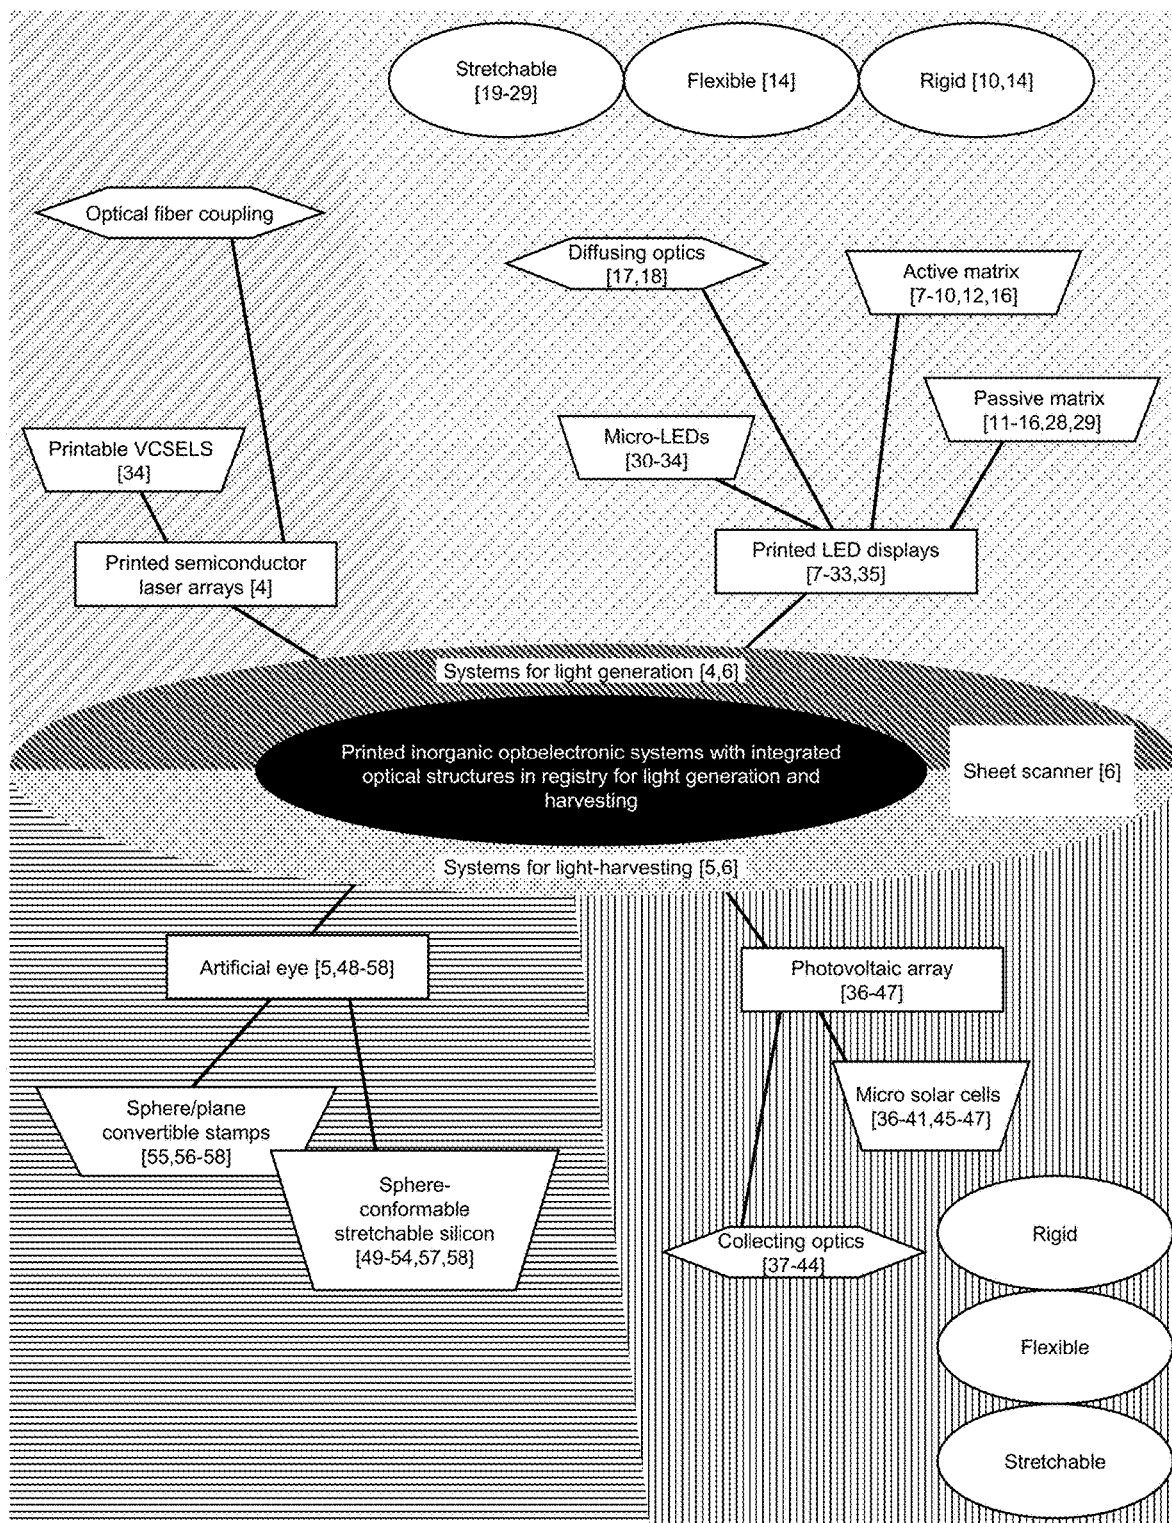 Stretchable
[19-29]
Flexible [14]
Rigid [10,14]
Optical fiber coupling
Diffusing optics
[17,18]
Active matrix
[7-10,12,16]
Passive matrix
[11-16,28,29]
Printable VCSELS
[34]
Micro-LEDs
[30-34]
Printed semiconductor
laser arrays [4]
Printed LED displays
[7-33,35]
Systems for light generation [4,6]
Printed inorganic optoelectronic systems with integrated
optical structures in registry for light generation and
harvesting
Sheet scanner [6]
Systems for light-harvesting [5,6]
Artificial eye [5,48-58]
Photovoltaic array
[36-47]
Sphere/plane
convertible stamps
[55,56-58]
Micro solar cells
[36-41,45-47]
Sphere-
conformable
stretchable silicon
[49-54,57,58]
Collecting optics
[37-44]
Rigid
Flexible
Stretchable